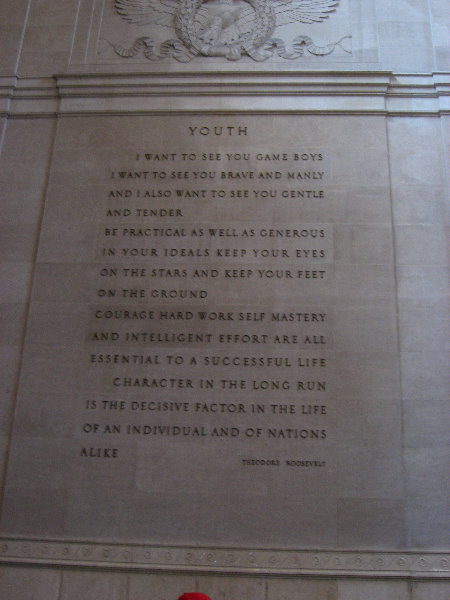 YOUTH
I WANT TO SEE YOU GAME BOYS
I WANT TO SEE YOU BRAVE AND MANLY
AND I ALSO WANT TO SEE YOU GENTLE
AND TENDER
BE PRACTICAL AS WELL AS GENEROUS
IN YOUR IDEALS KEEP YOUR EYES
ON THE STARS AND KEEP YOUR FEET
ON THE GROUND
COURAGE HARD WORK SELF MASTERY
AND INTELLIGENT EFFORT ARE ALL
ESSENTIAL TO A SUCCESSFUL LIFE
CHARACTER IN THE LONG RUN
IS THE DECISIVE FACTOR IN THE LIFE
OF AN INDIVIDUAL AND OF NATIONS
ALIKE
THEODORE ROOSEVELT